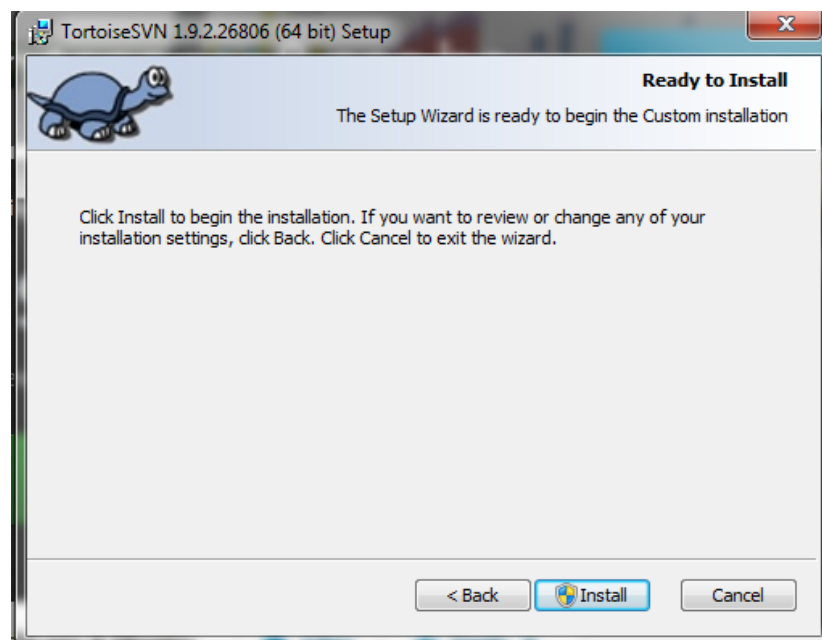 TortoiseSVN 1.9.2.26806 (64 bit) Setup
Ready to Install
The Setup Wizard is ready to begin the Custom installation
Click Install to begin the installation. If you want to review or change any of your
installation settings, click Back. Click Cancel to exit the wizard.
< Back
Install
Cancel